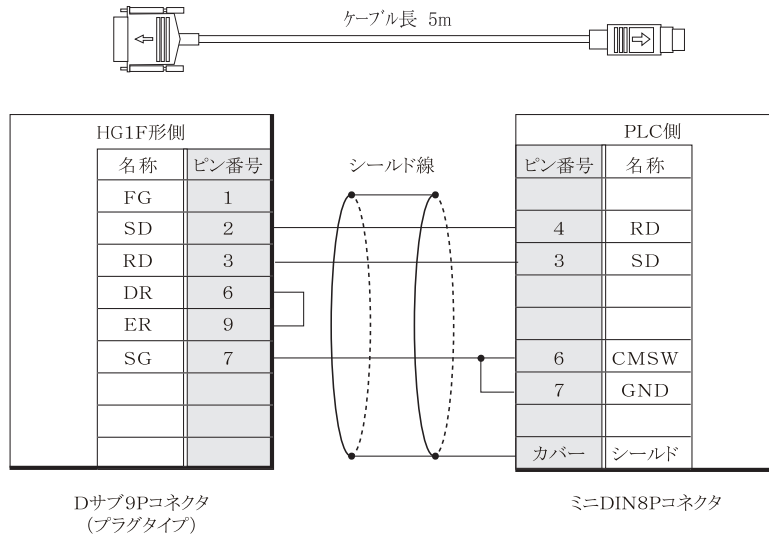 ケーブル長 5m
HG1F形側
名称 ピン番号
FG 1
SD 2
RD 3
DR 6
ER 9
SG 7
シールド線
PLC側
ピン番号 名称
4 RD
3 SD
6 CMSW
7 GND
カバー シールド
Dサブ9Pコネクタ
(プラグタイプ)
ミニDIN8Pコネクタ